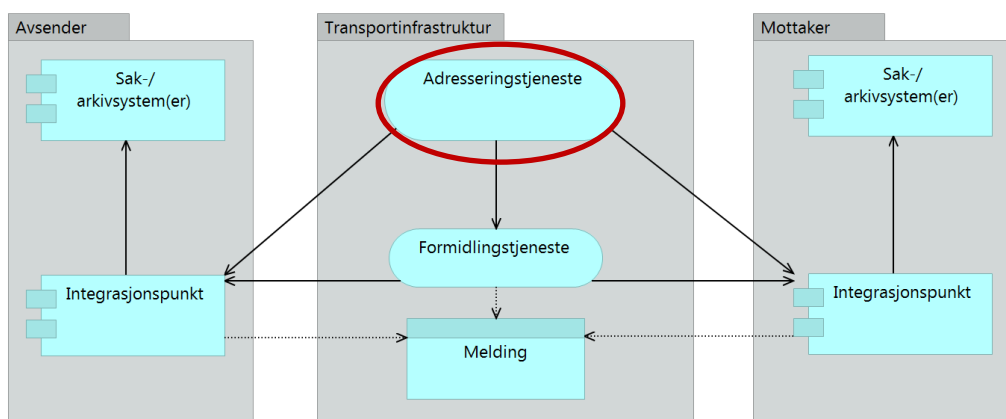 Avsender
Sak-/
arkivsystem(er)
Integrasjonspunkt
Transportinfrastruktur
Adresseringstjeneste
Formidlingstjeneste
Melding
Mottaker
Sak-/
arkivsystem(er)
Integrasjonspunkt